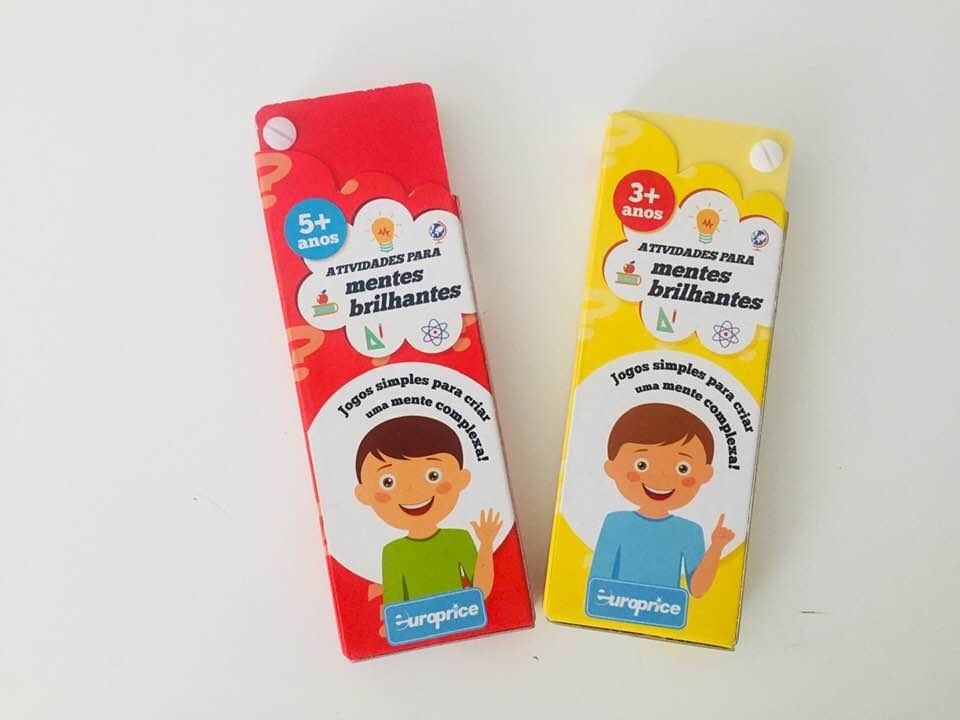 5+
anos
ATIVIDADES PARA
mentes
brilhantes
Jogos simples para criar
uma mente complexa!
europrice
3+
anos
ATIVIDADES PARA
mentes
brilhantes
Jogos simples para criar
uma mente complexa!
europrice